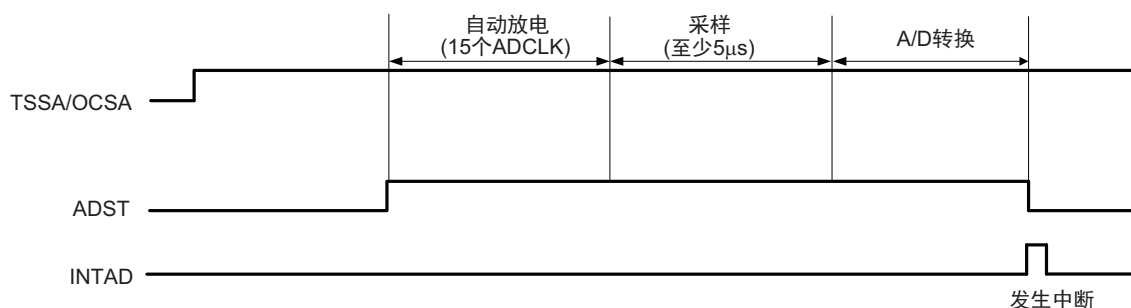 自动放电
(15个ADCLK)
采样
(至少5μs)
A/D转换
TSSA/OCSA
ADST
INTAD
发生中断